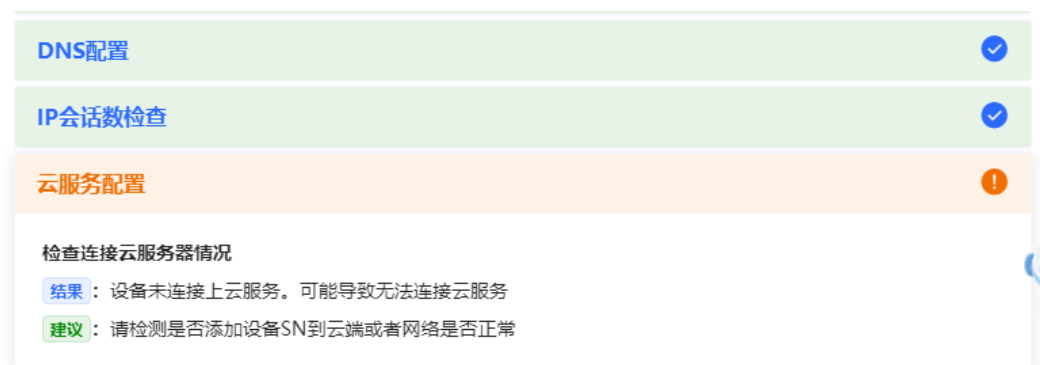 DNS配置
IP会话数检查
云服务配置
检查连接云服务器情况
结果：设备未连接上云服务。可能导致无法连接云服务
建议：请检测是否添加设备SN到云端或者网络是否正常